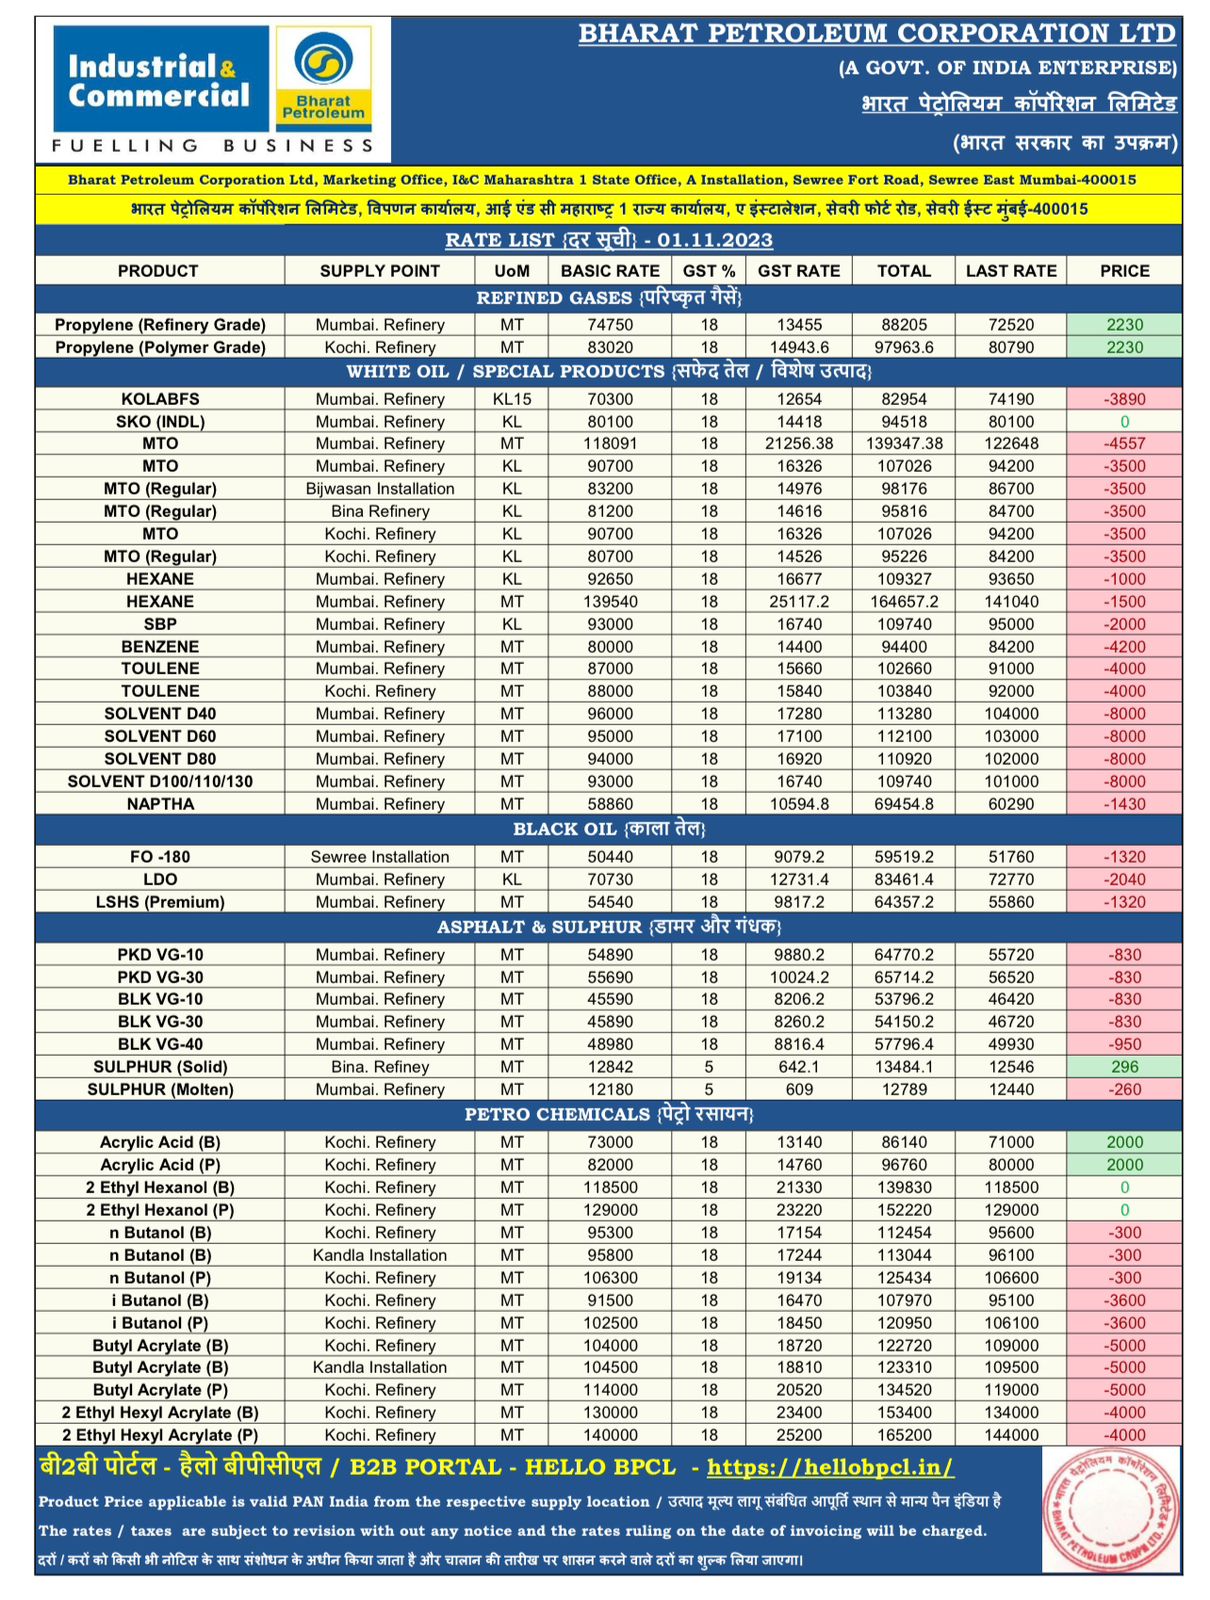 Industrial & Commercial
Bharat Petroleum
FUELLING BUSINESS
BHARAT PETROLEUM CORPORATION LTD
(A GOVT. OF INDIA ENTERPRISE)
भारत पेट्रोलियम कॉर्पोरेशन लिमिटेड
(भारत सरकार का उपक्रम)
Bharat Petroleum Corporation Ltd, Marketing Office, I&C Maharashtra 1 State Office, A Installation, Sewree Fort Road, Sewree East Mumbai-400015
भारत पेट्रोलियम कॉर्पोरेशन लिमिटेड, विपणन कार्यालय, आई एंड सी महाराष्ट्र 1 राज्य कार्यालय, ए इंस्टालेशन, सेवरी फोर्ट रोड, सेवरी ईस्ट मुंबई-400015
RATE LIST {दर सूची} - 01.11.2023
PRODUCT SUPPLY POINT UoM BASIC RATE GST % GST RATE TOTAL LAST RATE PRICE
REFINED GASES {परिष्कृत गैसें}
Propylene (Refinery Grade) Mumbai. Refinery MT 74750 18 13455 88205 72520 2230
Propylene (Polymer Grade) Kochi. Refinery MT 83020 18 14943.6 97963.6 80790 2230
WHITE OIL / SPECIAL PRODUCTS {सफेद तेल / विशेष उत्पाद}
KOLABFS Mumbai. Refinery KL15 70300 18 12654 82954 74190 -3890
SKO (INDL) Mumbai. Refinery KL 80100 18 14418 94518 80100 0
MTO Mumbai. Refinery MT 118091 18 21256.38 139347.38 122648 -4557
MTO Mumbai. Refinery KL 90700 18 16326 107026 94200 -3500
MTO (Regular) Bijwasan Installation KL 83200 18 14976 98176 86700 -3500
MTO (Regular) Bina Refinery KL 81200 18 14616 95816 84700 -3500
MTO Kochi. Refinery KL 90700 18 16326 107026 94200 -3500
MTO (Regular) Kochi. Refinery KL 80700 18 14526 95226 84200 -3500
HEXANE Mumbai. Refinery KL 92650 18 16677 109327 93650 -1000
HEXANE Mumbai. Refinery MT 139540 18 25117.2 164657.2 141040 -1500
SBP Mumbai. Refinery KL 93000 18 16740 109740 95000 -2000
BENZENE Mumbai. Refinery MT 80000 18 14400 94400 84200 -4200
TOULENE Mumbai. Refinery MT 87000 18 15660 102660 91000 -4000
TOULENE Kochi. Refinery MT 88000 18 15840 103840 92000 -4000
SOLVENT D40 Mumbai. Refinery MT 96000 18 17280 113280 104000 -8000
SOLVENT D60 Mumbai. Refinery MT 95000 18 17100 112100 103000 -8000
SOLVENT D80 Mumbai. Refinery MT 94000 18 16920 110920 102000 -8000
SOLVENT D100/110/130 Mumbai. Refinery MT 93000 18 16740 109740 101000 -8000
NAPTHA Mumbai. Refinery MT 58860 18 10594.8 69454.8 60290 -1430
BLACK OIL {काला तेल}
FO -180 Sewree Installation MT 50440 18 9079.2 59519.2 51760 -1320
LDO Mumbai. Refinery KL 70730 18 12731.4 83461.4 72770 -2040
LSHS (Premium) Mumbai. Refinery MT 54540 18 9817.2 64357.2 55860 -1320
ASPHALT & SULPHUR {डामर और गंधक}
PKD VG-10 Mumbai. Refinery MT 54890 18 9880.2 64770.2 55720 -830
PKD VG-30 Mumbai. Refinery MT 55690 18 10024.2 65714.2 56520 -830
BLK VG-10 Mumbai. Refinery MT 45590 18 8206.2 53796.2 46420 -830
BLK VG-30 Mumbai. Refinery MT 45890 18 8260.2 54150.2 46720 -830
BLK VG-40 Mumbai. Refinery MT 48980 18 8816.4 57796.4 49930 -950
SULPHUR (Solid) Bina. Refiney MT 12842 5 642.1 13484.1 12546 296
SULPHUR (Molten) Mumbai. Refinery MT 12180 5 609 12789 12440 -260
PETRO CHEMICALS {पेट्रो रसायन}
Acrylic Acid (B) Kochi. Refinery MT 73000 18 13140 86140 71000 2000
Acrylic Acid (P) Kochi. Refinery MT 82000 18 14760 96760 80000 2000
2 Ethyl Hexanol (B) Kochi. Refinery MT 118500 18 21330 139830 118500 0
2 Ethyl Hexanol (P) Kochi. Refinery MT 129000 18 23220 152220 129000 0
n Butanol (B) Kochi. Refinery MT 95300 18 17154 112454 95600 -300
n Butanol (B) Kandla Installation MT 95800 18 17244 113044 96100 -300
n Butanol (P) Kochi. Refinery MT 106300 18 19134 125434 106600 -300
i Butanol (B) Kochi. Refinery MT 91500 18 16470 107970 95100 -3600
i Butanol (P) Kochi. Refinery MT 102500 18 18450 120950 106100 -3600
Butyl Acrylate (B) Kochi. Refinery MT 104000 18 18720 122720 109000 -5000
Butyl Acrylate (B) Kandla Installation MT 104500 18 18810 123310 109500 -5000
Butyl Acrylate (P) Kochi. Refinery MT 114000 18 20520 134520 119000 -5000
2 Ethyl Hexyl Acrylate (B) Kochi. Refinery MT 130000 18 23400 153400 134000 -4000
2 Ethyl Hexyl Acrylate (P) Kochi. Refinery MT 140000 18 25200 165200 144000 -4000
बी2बी पोर्टल - हैलो बीपीसीएल / B2B PORTAL - HELLO BPCL - https://hellobpcl.in/
Product Price applicable is valid PAN India from the respective supply location / उत्पाद मूल्य लागू संबंधित आपूर्ति स्थान से मान्य पैन इंडिया है
The rates / taxes are subject to revision with out any notice and the rates ruling on the date of invoicing will be charged.
दरों / करों को किसी भी नोटिस के साथ संशोधन के अधीन किया जाता है और चालान की तारीख पर शासन करने वाले दरों का शुल्क लिया जाएगा।
भारत पेट्रोलियम कॉर्पोरेशन लिमिटेड
BHARAT PETROLEUM CROPN LTD.